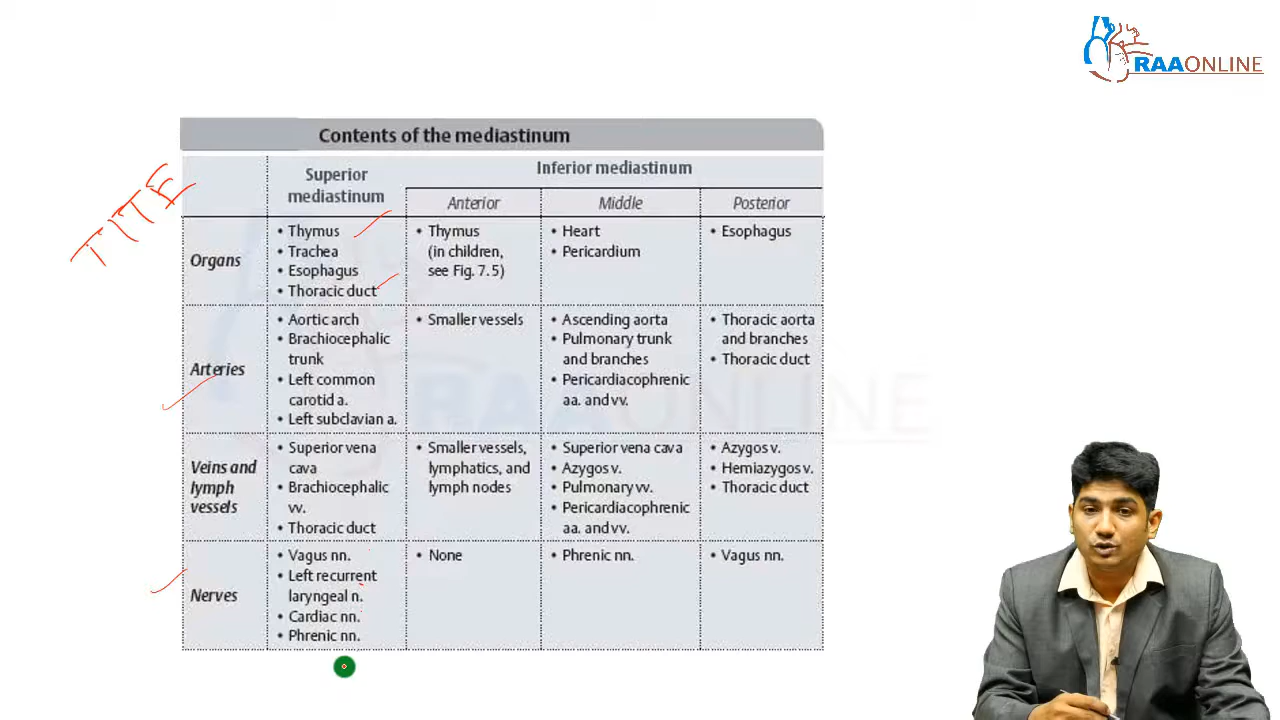 RAAONLINE
TITE
Contents of the mediastinum
Superior mediastinum
Inferior mediastinum
Anterior
Middle
Posterior
Organs
• Thymus
• Trachea
• Esophagus
• Thoracic duct
• Thymus
(in children,
see Fig. 7.5)
• Heart
• Pericardium
• Esophagus
Arteries
• Aortic arch
• Brachiocephalic
trunk
• Left common
carotid a.
• Left subclavian a.
• Smaller vessels
• Ascending aorta
• Pulmonary trunk
and branches
• Pericardiacophrenic
aa. and vv.
• Thoracic aorta
and branches
• Thoracic duct
Veins and
lymph
vessels
• Superior vena
cava
• Brachiocephalic
vv.
• Thoracic duct
• Smaller vessels,
lymphatics, and
lymph nodes
• Superior vena cava
• Azygos v.
• Pulmonary vv.
• Pericardiacophrenic
aa. and vv.
• Azygos v.
• Hemiazygos v.
• Thoracic duct
Nerves
• Vagus nn.
• Left recurrent
laryngeal n.
• Cardiac nn.
• Phrenic nn.
• None
• Phrenic nn.
• Vagus nn.
RAAONLINE